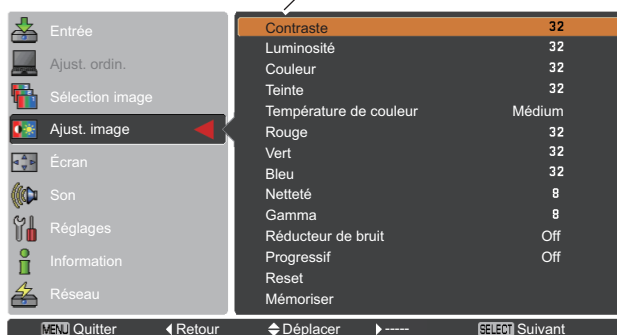 Entrée
Ajust. ordin.
Sélection image
Ajust. image
Écran
Son
Réglages
Information
Réseau
Contraste 32
Luminosité 32
Couleur 32
Teinte 32
Température de couleur Médium
Rouge 32
Vert 32
Bleu 32
Netteté 8
Gamma 8
Réducteur de bruit Off
Progressif Off
Reset
Mémoriser
MENU Quitter Retour Déplacer ----- SELECT Suivant